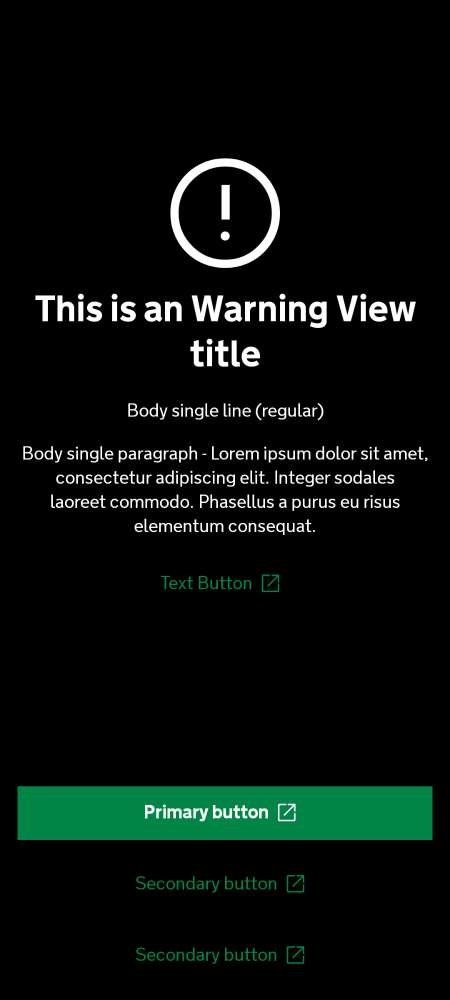 This is an Warning View
title
Body single line (regular)
Body single paragraph - Lorem ipsum dolor sit amet,
consectetur adipiscing elit. Integer sodales
laoreet commodo. Phasellus a purus eu risus
elementum consequat.
Text Button
Primary button
Secondary button
Secondary button